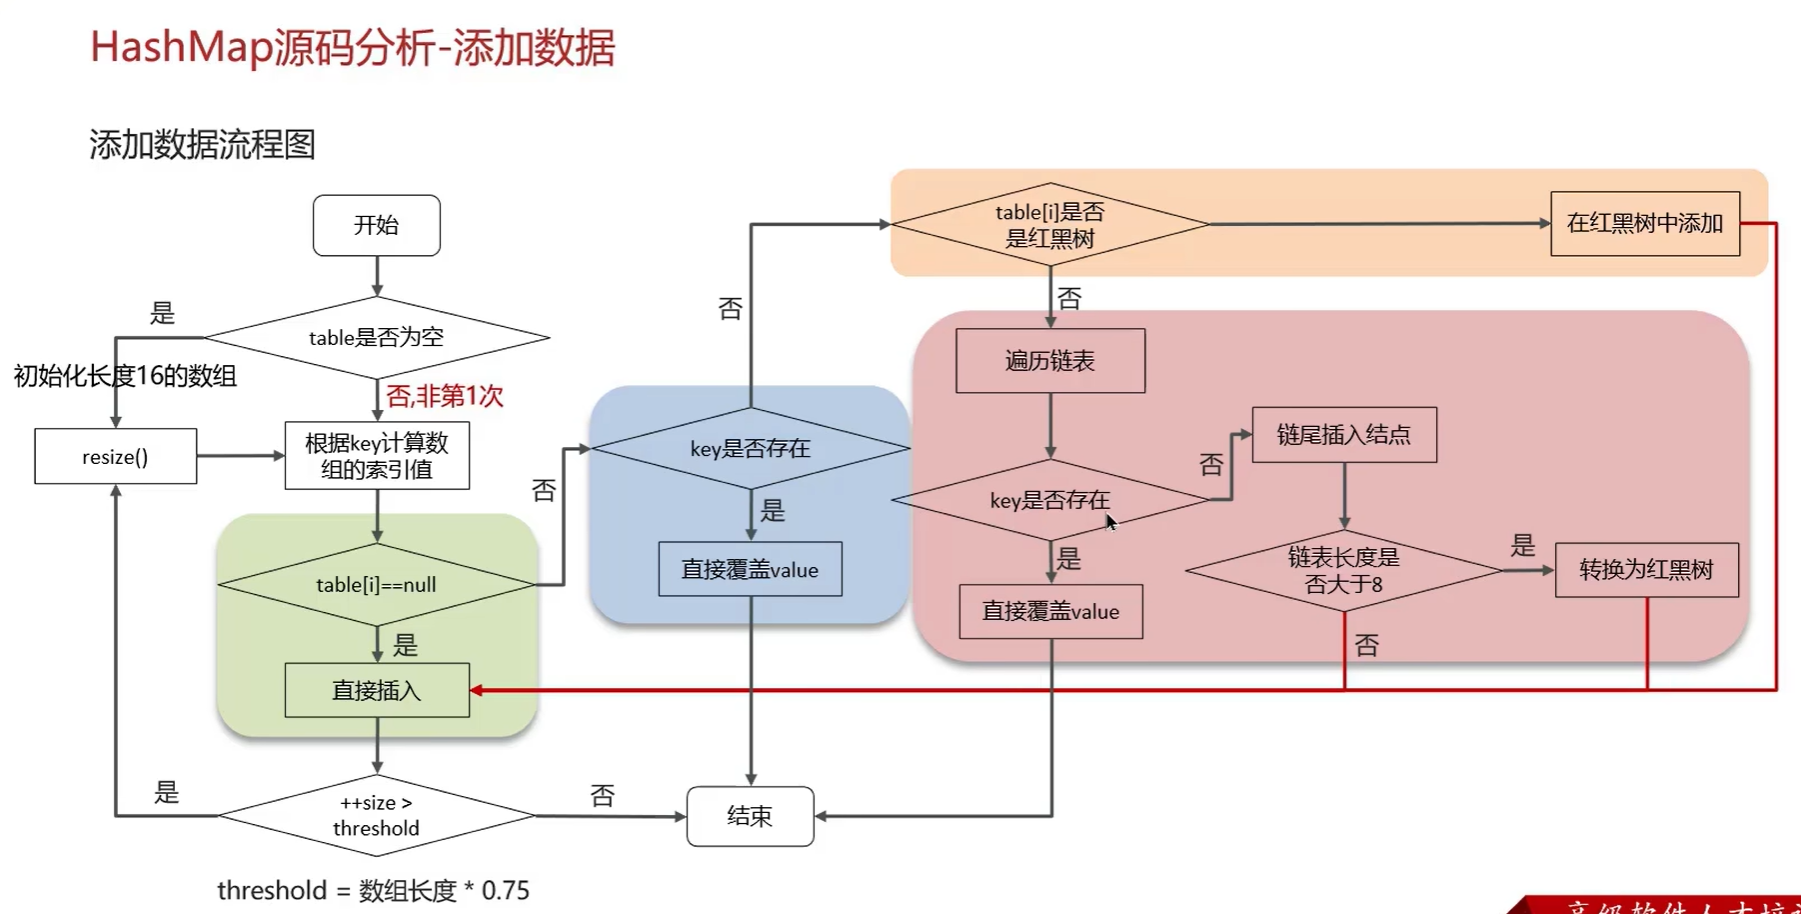 HashMap源码分析-添加数据
添加数据流程图
开始
是
table是否为空
初始化长度16的数组
否,非第1次
resize()
根据key计算数
组的索引值
否
table[i]==null
是
直接插入
是
++size >
threshold
否
threshold = 数组长度 * 0.75
否
key是否存在
是
直接覆盖value
结束
table[i]是否
是红黑树
在红黑树中添加
否
遍历链表
key是否存在
否
是
直接覆盖value
链尾插入结点
链表长度是
否大于8
是
转换为红黑树
否
高级软件人才培